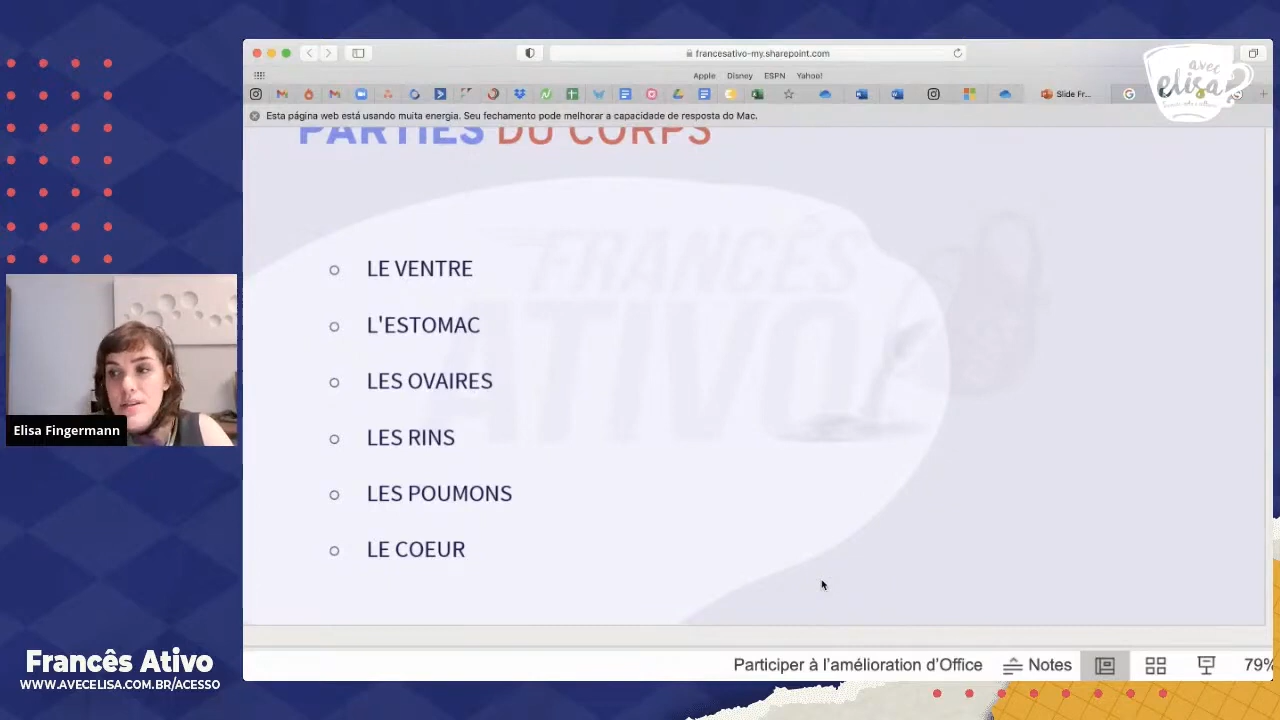 francesativo-my.sharepoint.com
Apple Disney ESPN Yahoo!
Slide Fr...
Esta página web está usando muita energia. Seu fechamento pode melhorar a capacidade de resposta do Mac.
avec
elisa
PARTIES DU CORPS
FRANCÊS
ATIVO
LE VENTRE
L'ESTOMAC
LES OVAIRES
LES RINS
LES POUMONS
LE COEUR
Elisa Fingermann
Francês Ativo
WWW.AVECELISA.COM.BR/ACESSO
Participer à l'amélioration d'Office Notes 79%